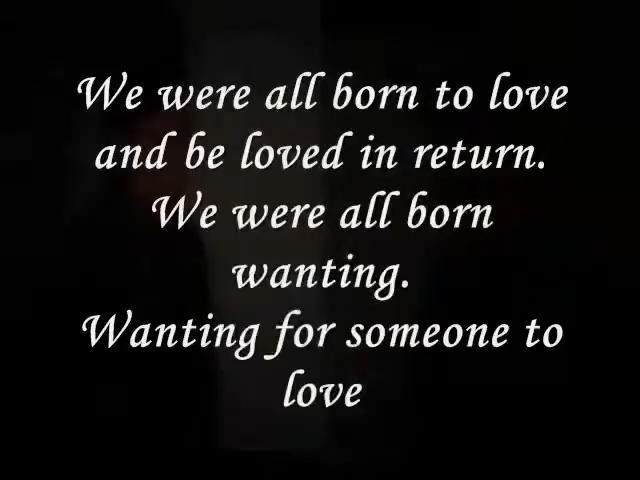 We were all born to love
and be loved in return.
We were all born
wanting.
Wanting for someone to
love